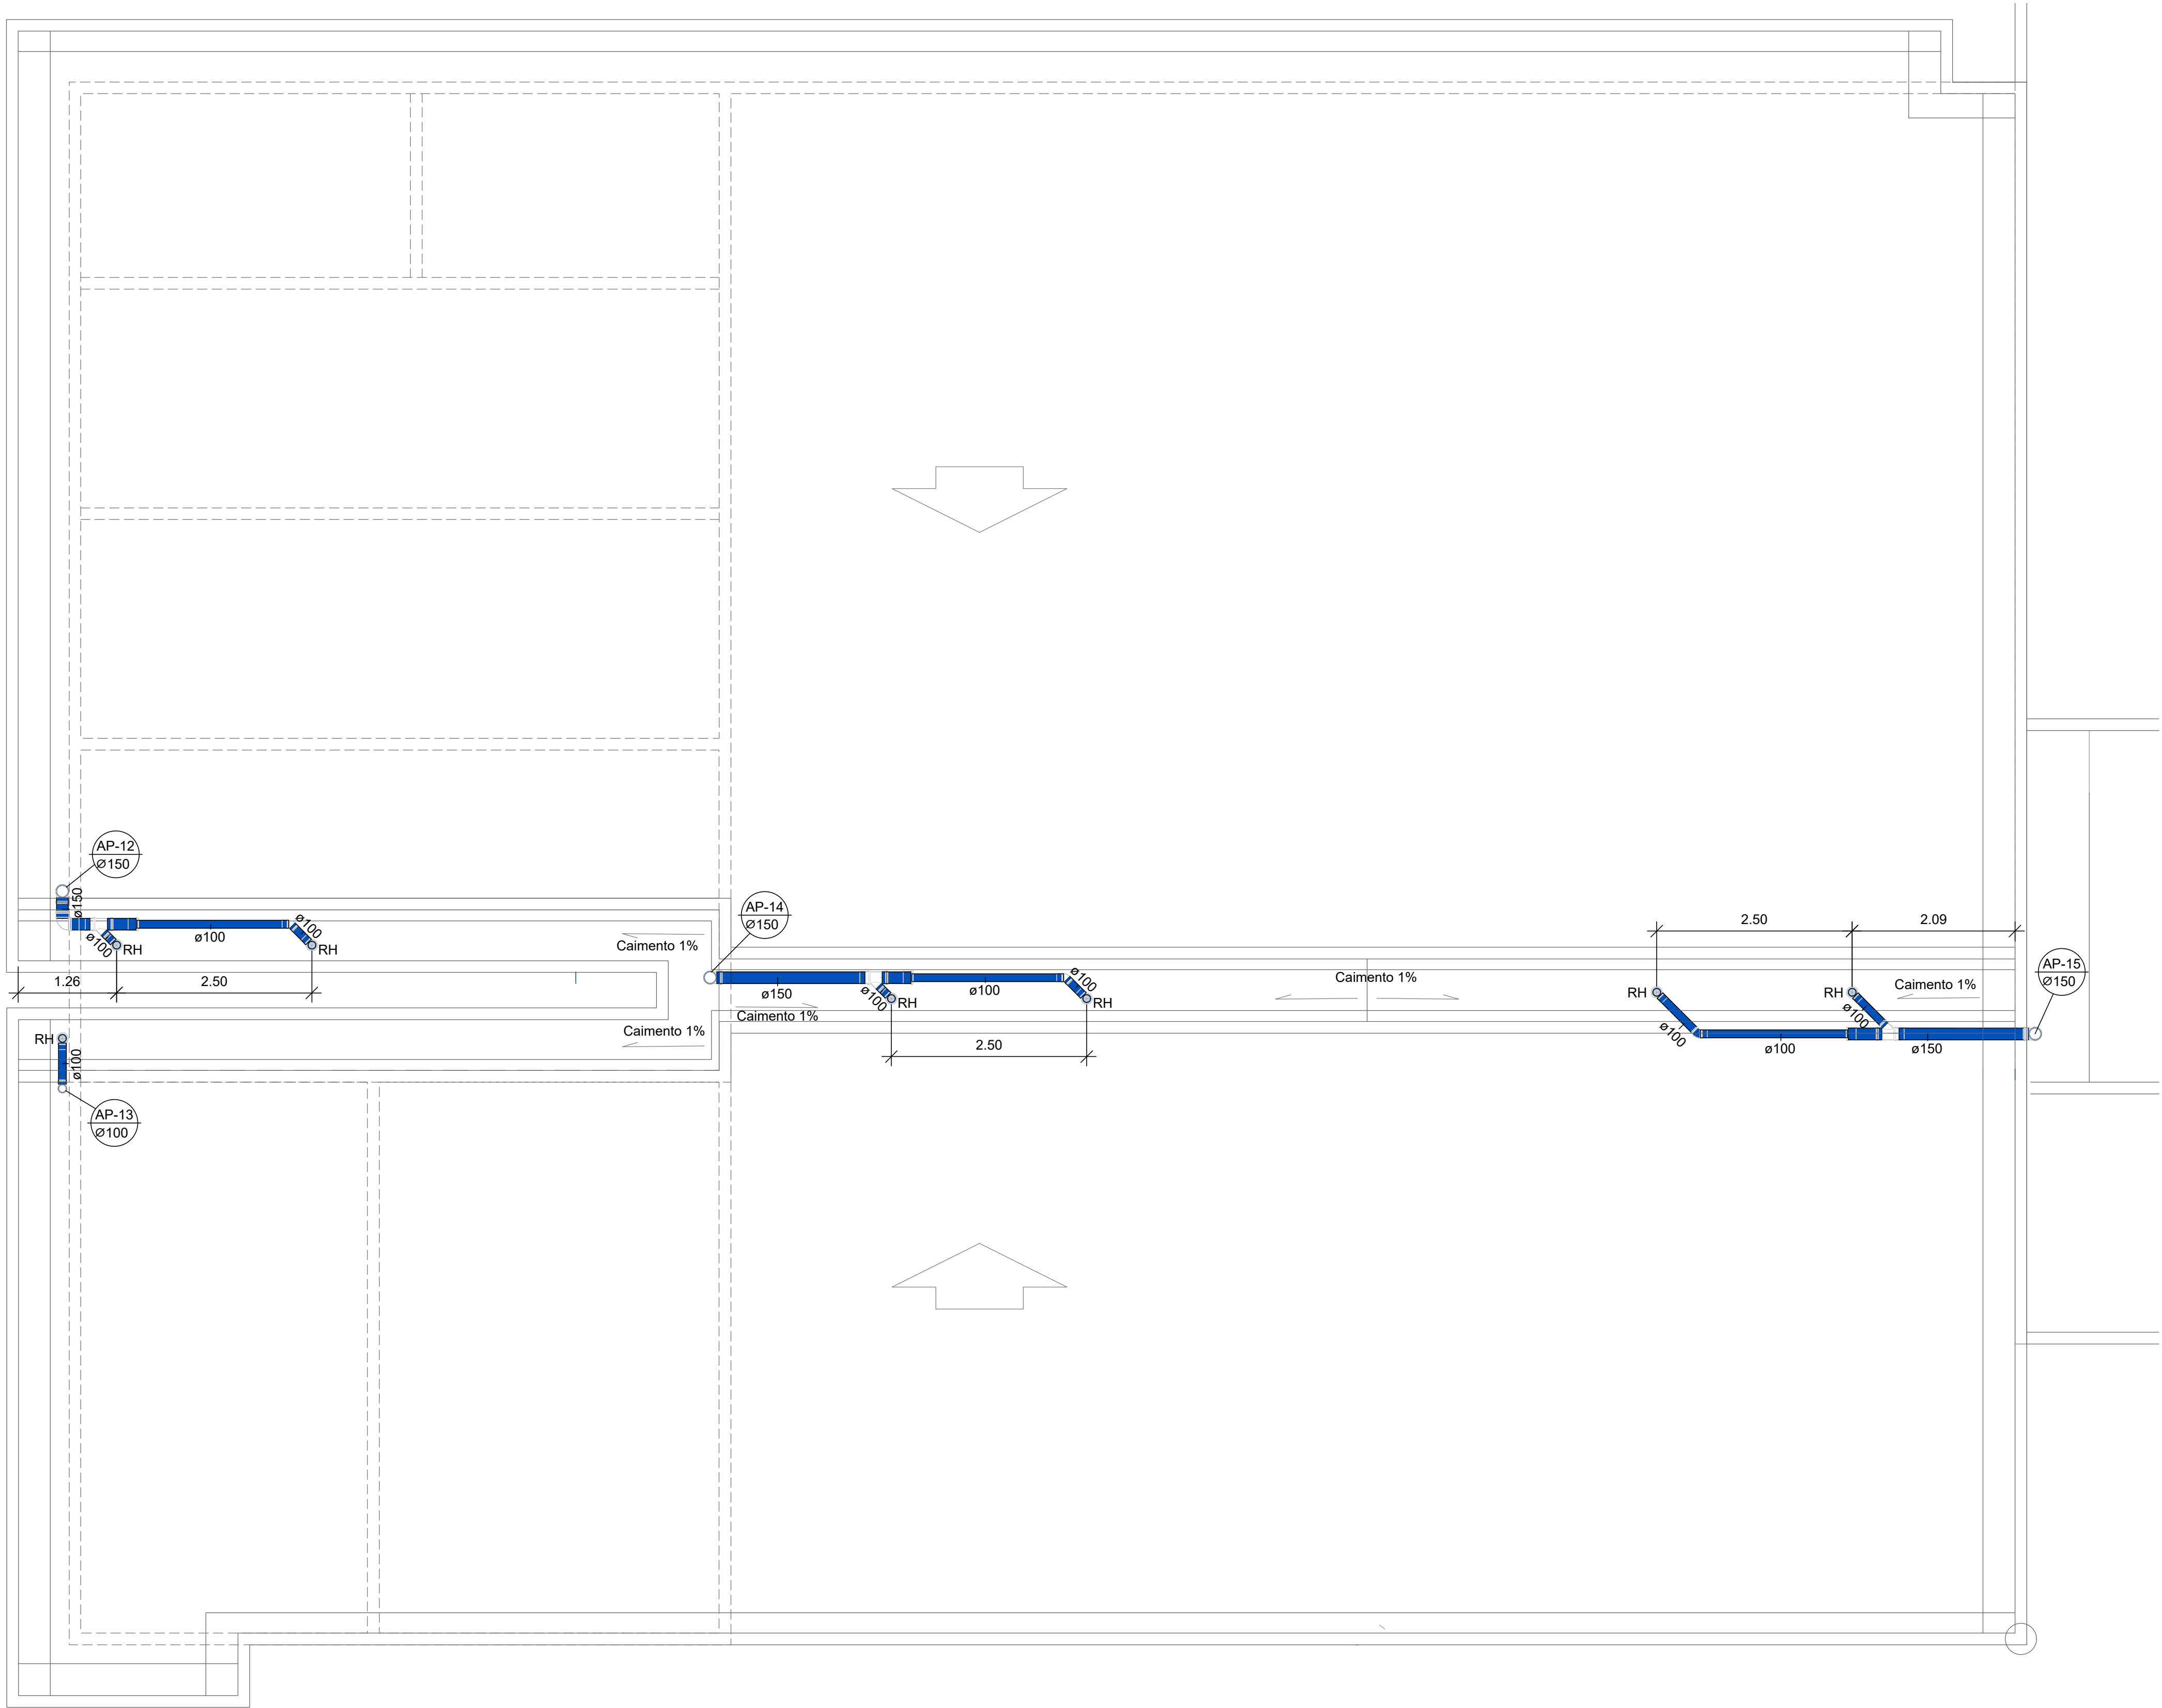 AP-12
Ø150
ø150
ø100
RH
ø100
ø100
RH
1.26
2.50
RH
ø100
AP-13
Ø100
Caimento 1%
Caimento 1%
AP-14
Ø150
ø150
Caimento 1%
ø100
RH
ø100
ø100
RH
2.50
Caimento 1%
2.50
2.09
RH
ø100
ø100
RH
ø100
ø150
Caimento 1%
AP-15
Ø150